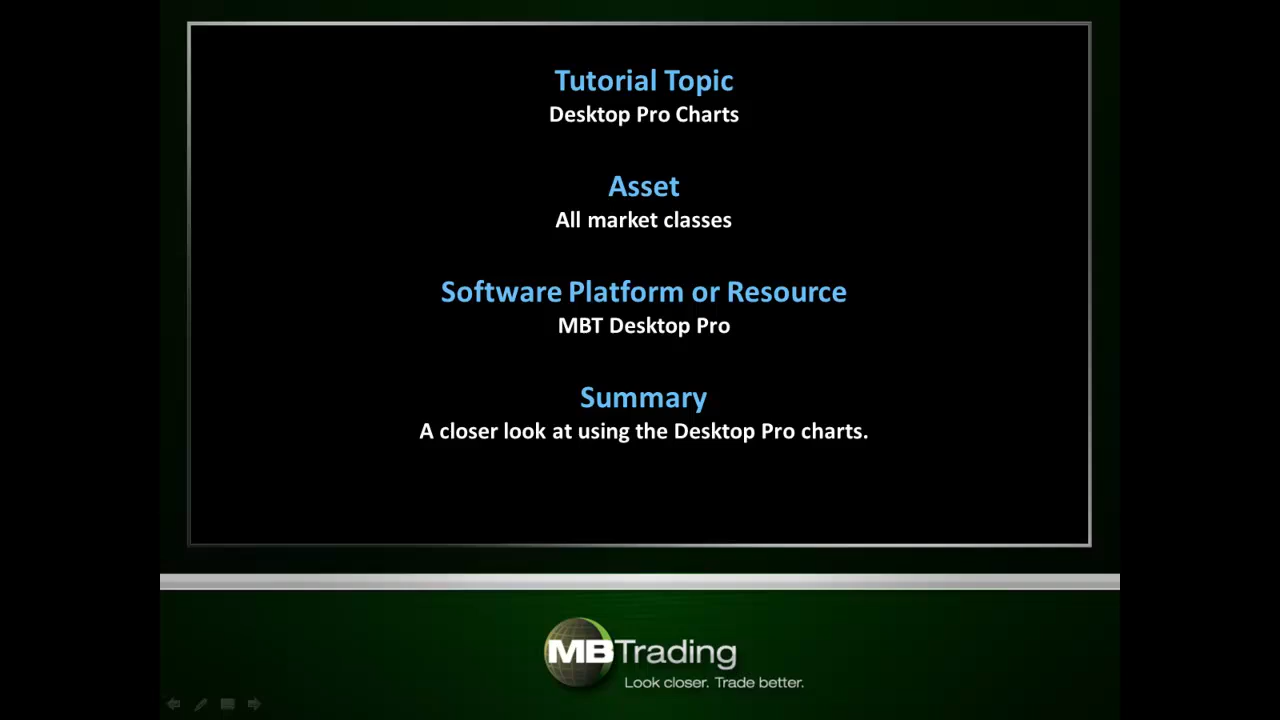 Tutorial Topic
Desktop Pro Charts
Asset
All market classes
Software Platform or Resource
MBT Desktop Pro
Summary
A closer look at using the Desktop Pro charts.
MBTrading
Look closer. Trade better.